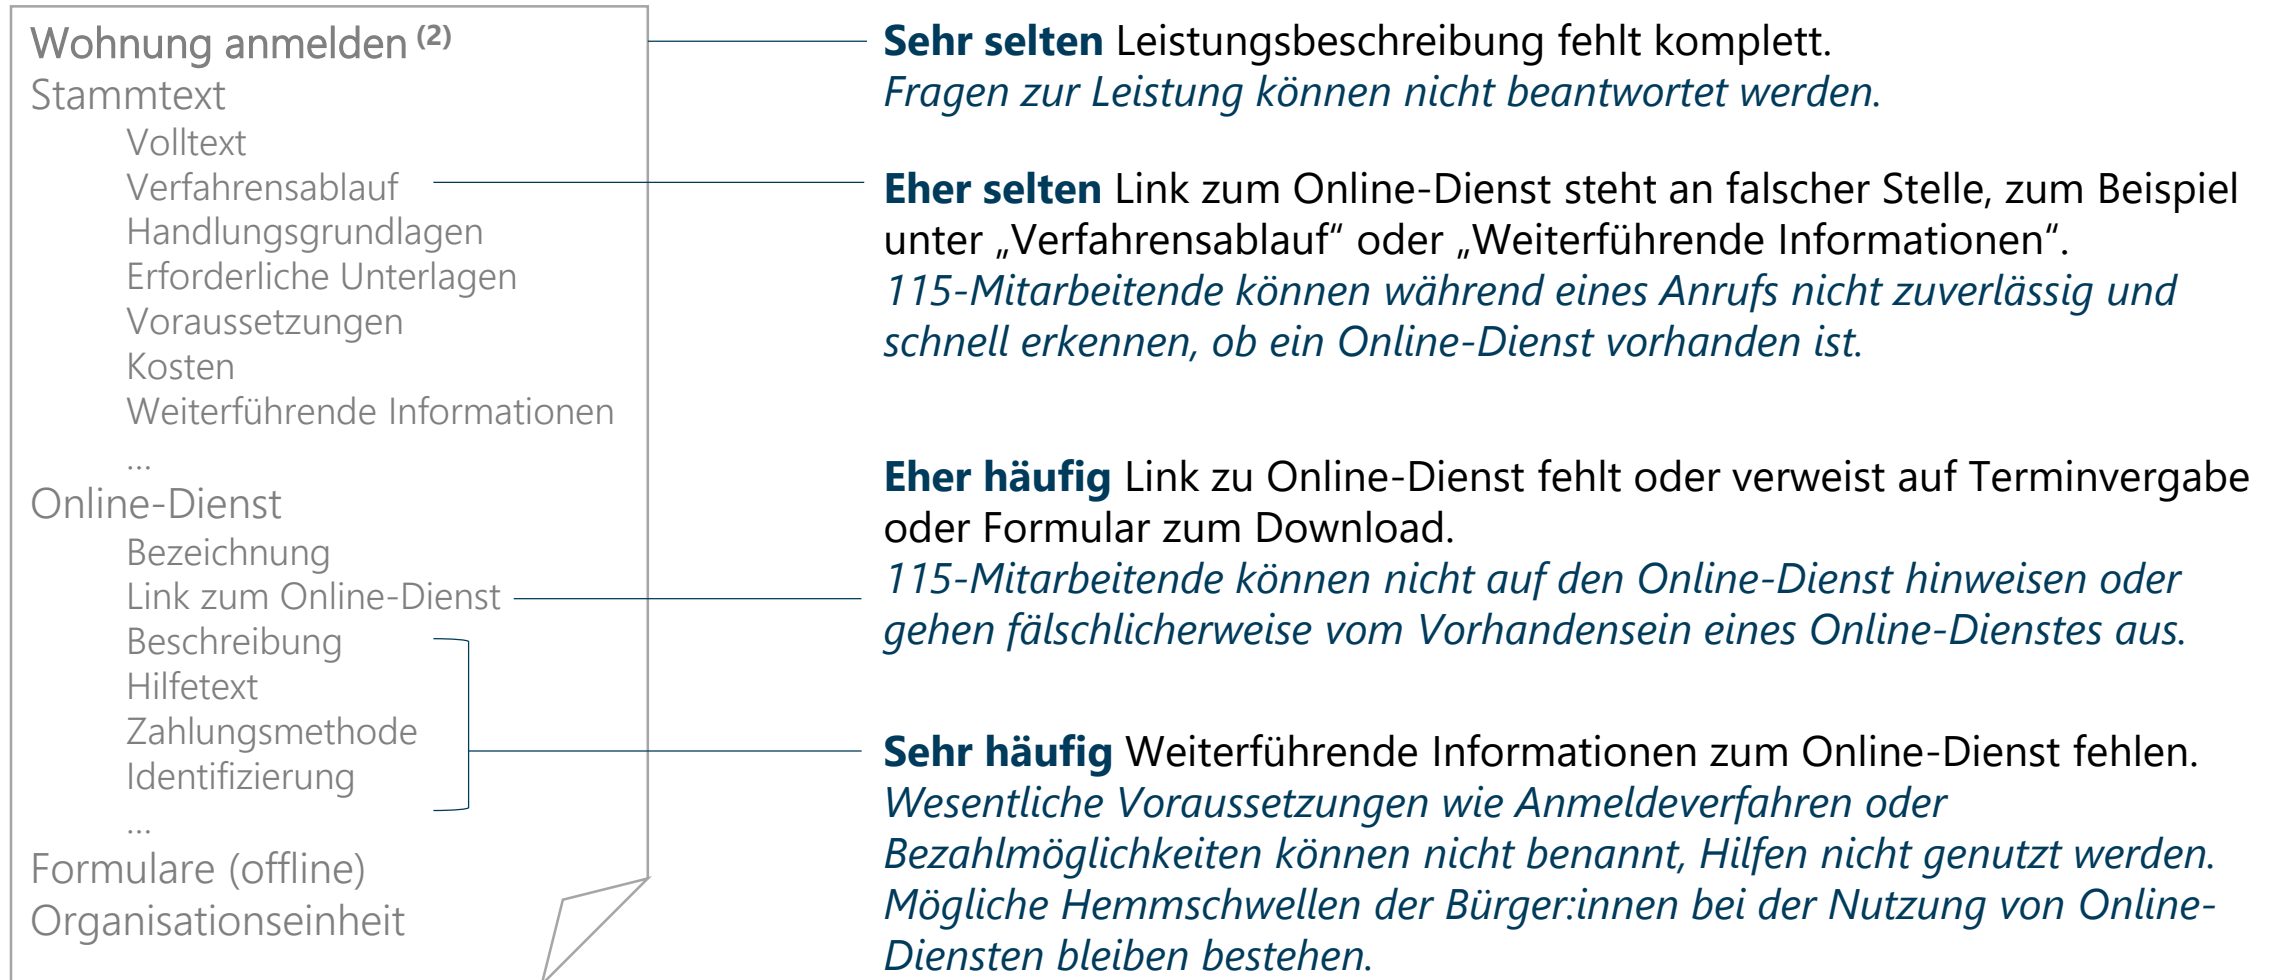 Wohnung anmelden (2)
Stammtext
Volltext
Verfahrensablauf
Handlungsgrundlagen
Erforderliche Unterlagen
Voraussetzungen
Kosten
Weiterführende Informationen
...
Online-Dienst
Bezeichnung
Link zum Online-Dienst
Beschreibung
Hilfetext
Zahlungsmethode
Identifizierung
...
Formulare (offline)
Organisationseinheit
Sehr selten Leistungsbeschreibung fehlt komplett.
Fragen zur Leistung können nicht beantwortet werden.
Eher selten Link zum Online-Dienst steht an falscher Stelle, zum Beispiel
unter „Verfahrensablauf“ oder „Weiterführende Informationen“.
115-Mitarbeitende können während eines Anrufs nicht zuverlässig und
schnell erkennen, ob ein Online-Dienst vorhanden ist.
Eher häufig Link zu Online-Dienst fehlt oder verweist auf Terminvergabe
oder Formular zum Download.
115-Mitarbeitende können nicht auf den Online-Dienst hinweisen oder
gehen fälschlicherweise vom Vorhandensein eines Online-Dienstes aus.
Sehr häufig Weiterführende Informationen zum Online-Dienst fehlen.
Wesentliche Voraussetzungen wie Anmeldeverfahren oder
Bezahlmöglichkeiten können nicht benannt, Hilfen nicht genutzt werden.
Mögliche Hemmschwellen der Bürger:innen bei der Nutzung von Online-
Diensten bleiben bestehen.